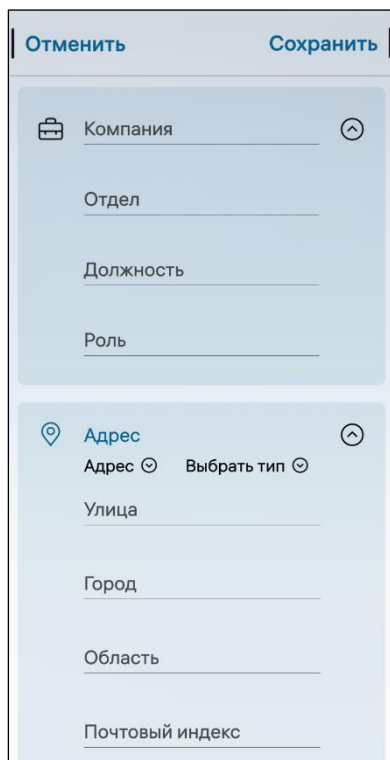 Отменить Сохранить
Компания
Отдел
Должность
Роль
Адрес
Адрес Выбрать тип
Улица
Город
Область
Почтовый индекс